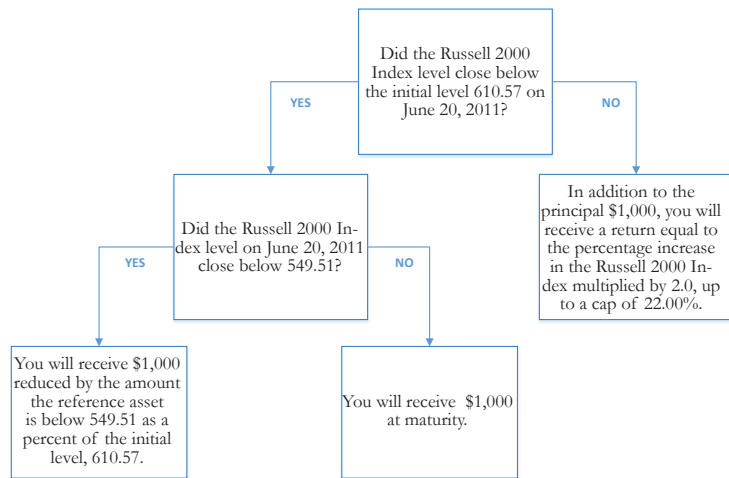 Did the Russell 2000
Index level close below
the initial level 610.57 on
June 20, 2011?
YES
NO
Did the Russell 2000 In-
dex level on June 20, 2011
close below 549.51?
In addition to the
principal $1,000, you will
receive a return equal to
the percentage increase
in the Russell 2000 In-
dex multiplied by 2.0, up
to a cap of 22.00%.
YES
NO
You will receive $1,000
reduced by the amount
the reference asset
is below 549.51 as a
percent of the initial
level, 610.57.
You will receive $1,000
at maturity.